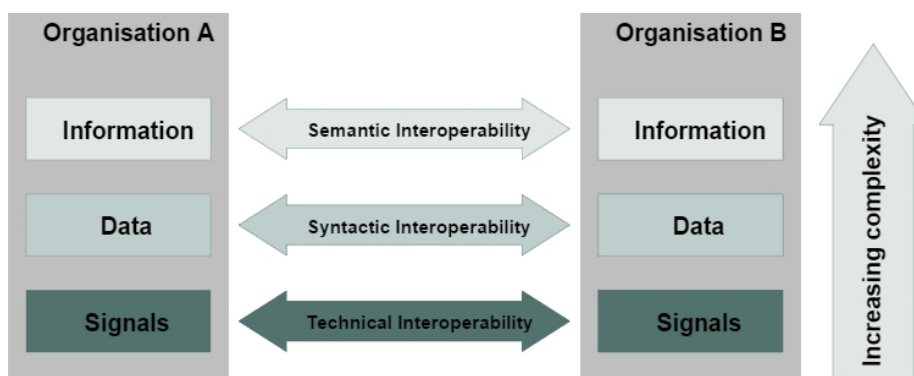 Organisation A
Organisation B
Information
Semantic Interoperability
Information
Data
Syntactic Interoperability
Data
Signals
Technical Interoperability
Signals
Increasing complexity